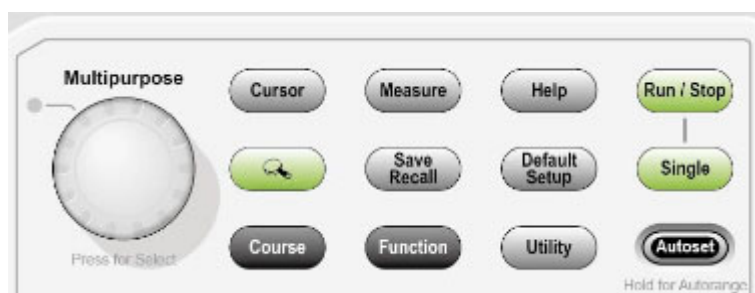 Multipurpose
Cursor
Measure
Help
Run / Stop
Save
Recall
Default
Setup
Single
Course
Function
Utility
Autoset
Press for Select
Hold for Autorange